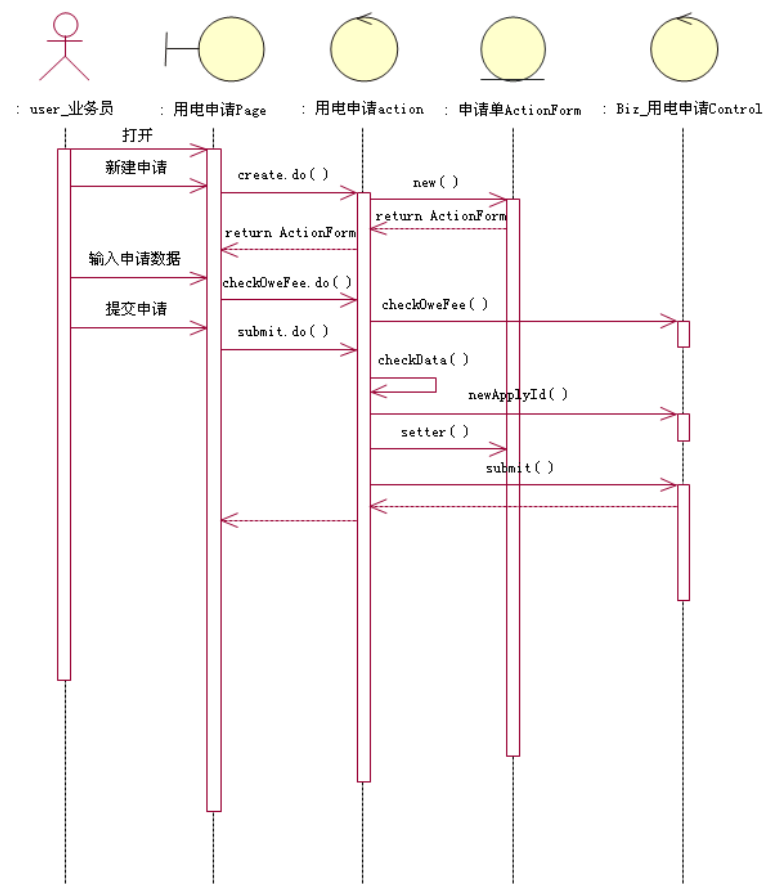 : user_业务员
: 用电申请Page
: 用电申请action
: 申请单ActionForm
: Biz_用电申请Control
打开
新建申请
create.do( )
new( )
return ActionForm
return ActionForm
输入申请数据
checkOweFee.do( )
checkOweFee( )
提交申请
submit.do( )
checkData( )
newApplyId( )
setter( )
submit( )